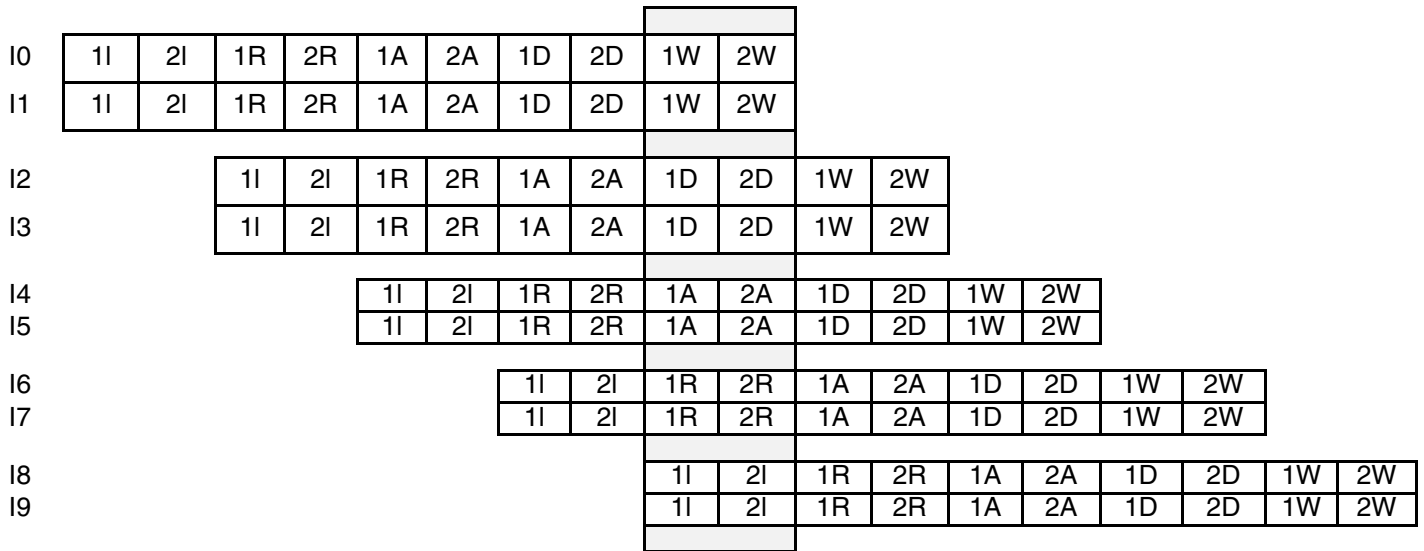 I0 1I 2I 1R 2R 1A 2A 1D 2D 1W 2W
I1 1I 2I 1R 2R 1A 2A 1D 2D 1W 2W
I2 1I 2I 1R 2R 1A 2A 1D 2D 1W 2W
I3 1I 2I 1R 2R 1A 2A 1D 2D 1W 2W
I4 1I 2I 1R 2R 1A 2A 1D 2D 1W 2W
I5 1I 2I 1R 2R 1A 2A 1D 2D 1W 2W
I6 1I 2I 1R 2R 1A 2A 1D 2D 1W 2W
I7 1I 2I 1R 2R 1A 2A 1D 2D 1W 2W
I8 1I 2I 1R 2R 1A 2A 1D 2D 1W 2W
I9 1I 2I 1R 2R 1A 2A 1D 2D 1W 2W